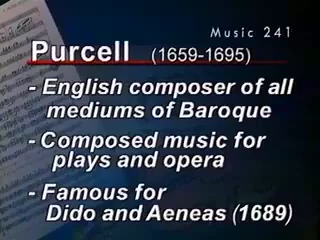 Music 241
Purcell (1659-1695)
- English composer of all
mediums of Baroque
- Composed music for
plays and opera
- Famous for
Dido and Aeneas (1689)